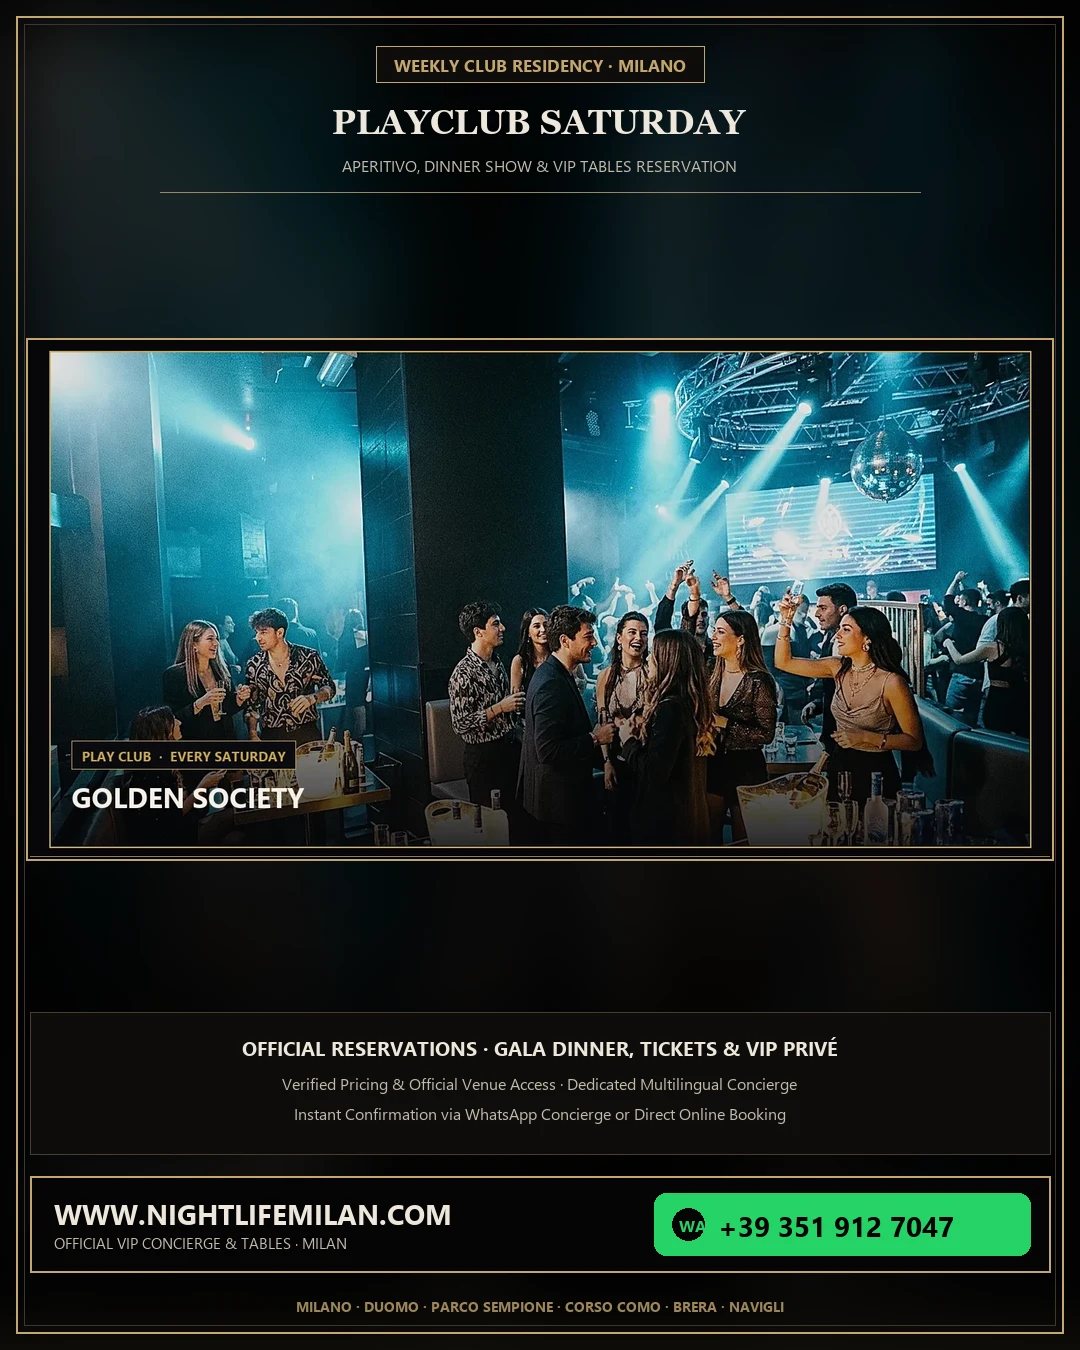 WEEKLY CLUB RESIDENCY · MILANO
PLAYCLUB SATURDAY
APERITIVO, DINNER SHOW & VIP TABLES RESERVATION
PLAY CLUB · EVERY SATURDAY
GOLDEN SOCIETY
OFFICIAL RESERVATIONS · GALA DINNER, TICKETS & VIP PRIVÉ
Verified Pricing & Official Venue Access · Dedicated Multilingual Concierge
Instant Confirmation via WhatsApp Concierge or Direct Online Booking
WWW.NIGHTLIFEMILAN.COM
OFFICIAL VIP CONCIERGE & TABLES · MILAN
WA +39 351 912 7047
MILANO · DUOMO · PARCO SEMPIONE · CORSO COMO · BRERA · NAVIGLI